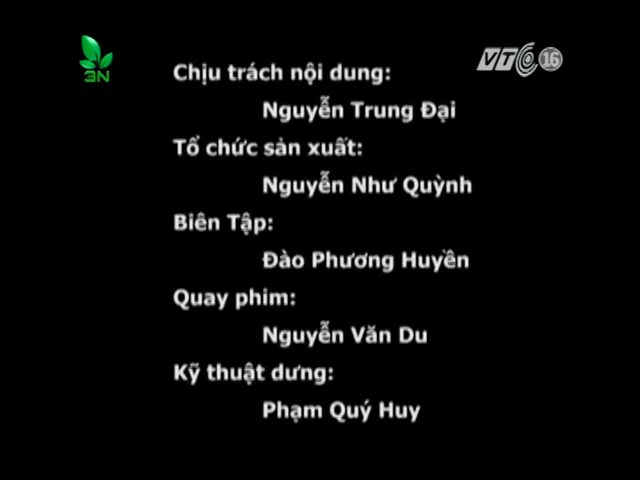 3N
VTC 16
Chịu trách nội dung:
Nguyễn Trung Đại
Tổ chức sản xuất:
Nguyễn Như Quỳnh
Biên Tập:
Đào Phương Huyền
Quay phim:
Nguyễn Văn Du
Kỹ thuật dưng:
Phạm Quý Huy